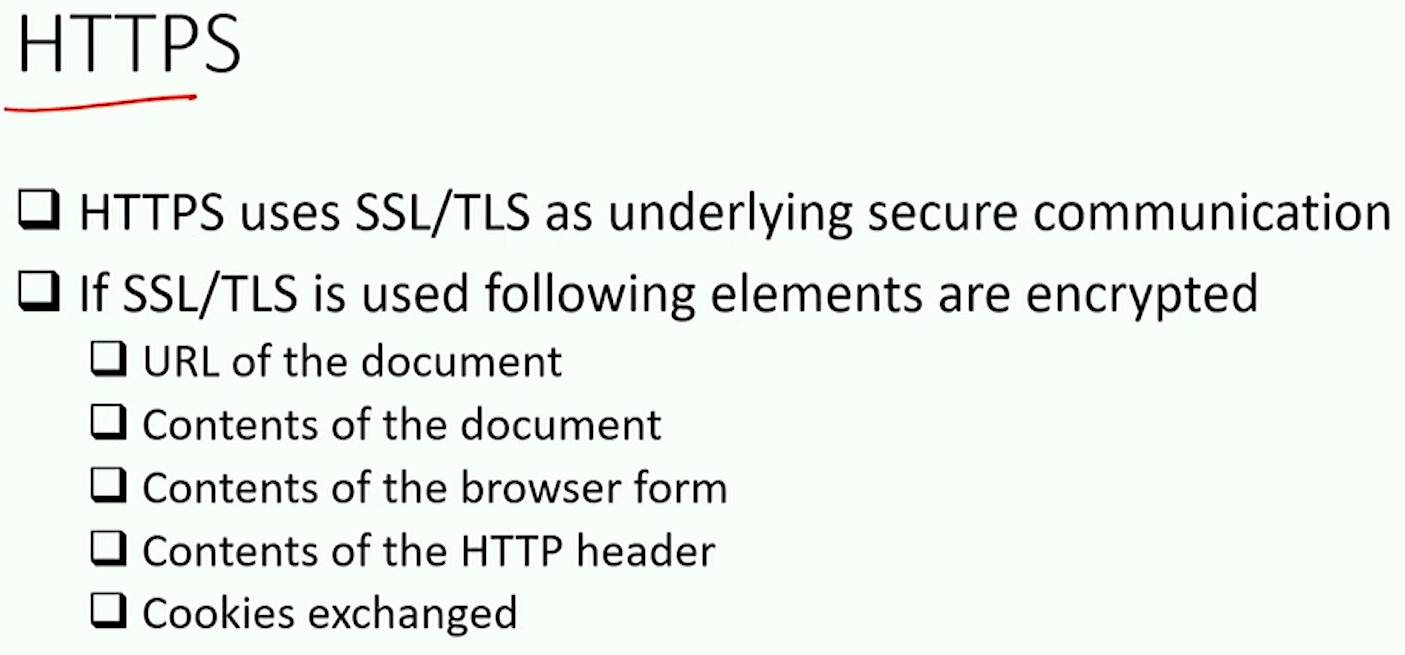 HTTPS
HTTPS uses SSL/TLS as underlying secure communication
If SSL/TLS is used following elements are encrypted
URL of the document
Contents of the document
Contents of the browser form
Contents of the HTTP header
Cookies exchanged